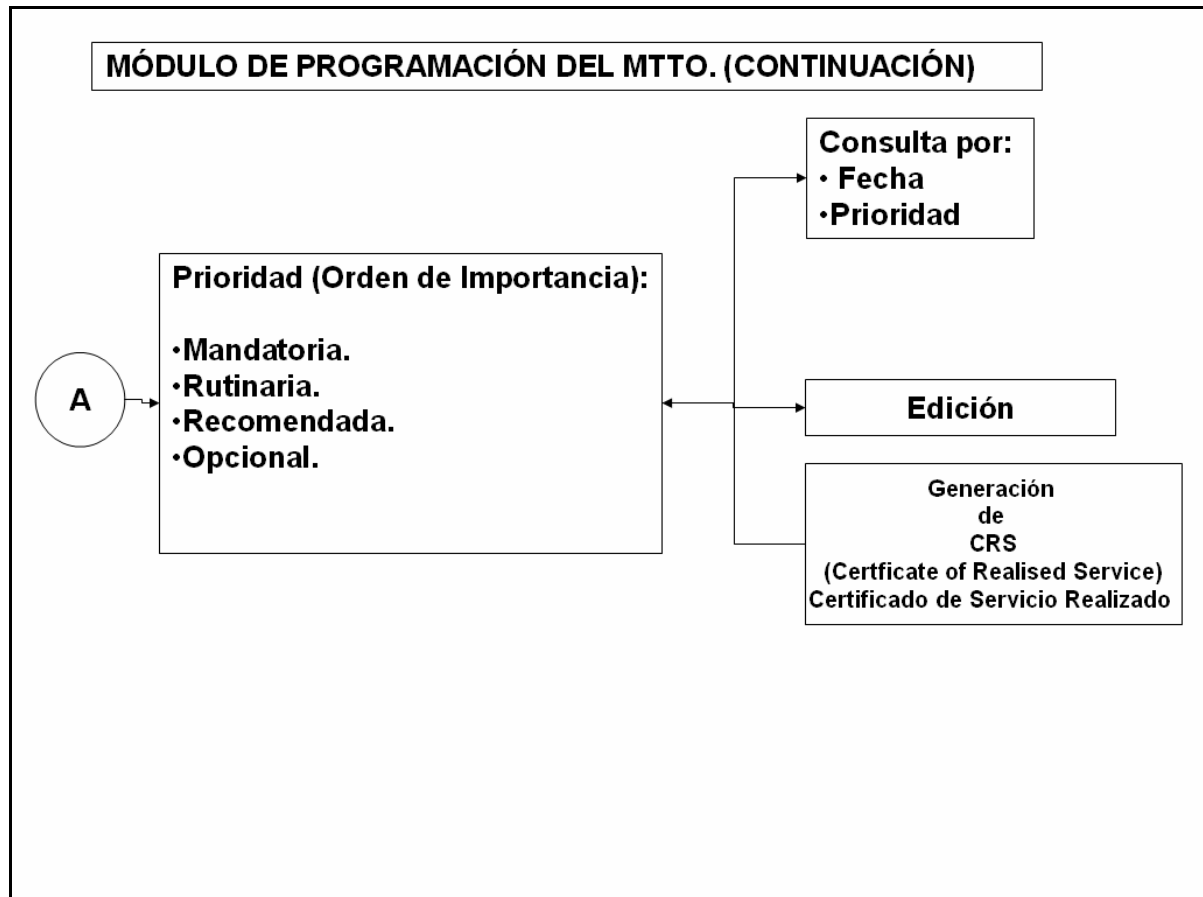 MÓDULO DE PROGRAMACIÓN DEL MTTO. (CONTINUACIÓN)
Consulta por:
• Fecha
•Prioridad
Prioridad (Orden de Importancia):
•Mandatoria.
•Rutinaria.
•Recomendada.
•Opcional.
A
Edición
Generación
de
CRS
(Certficate of Realised Service)
Certificado de Servicio Realizado